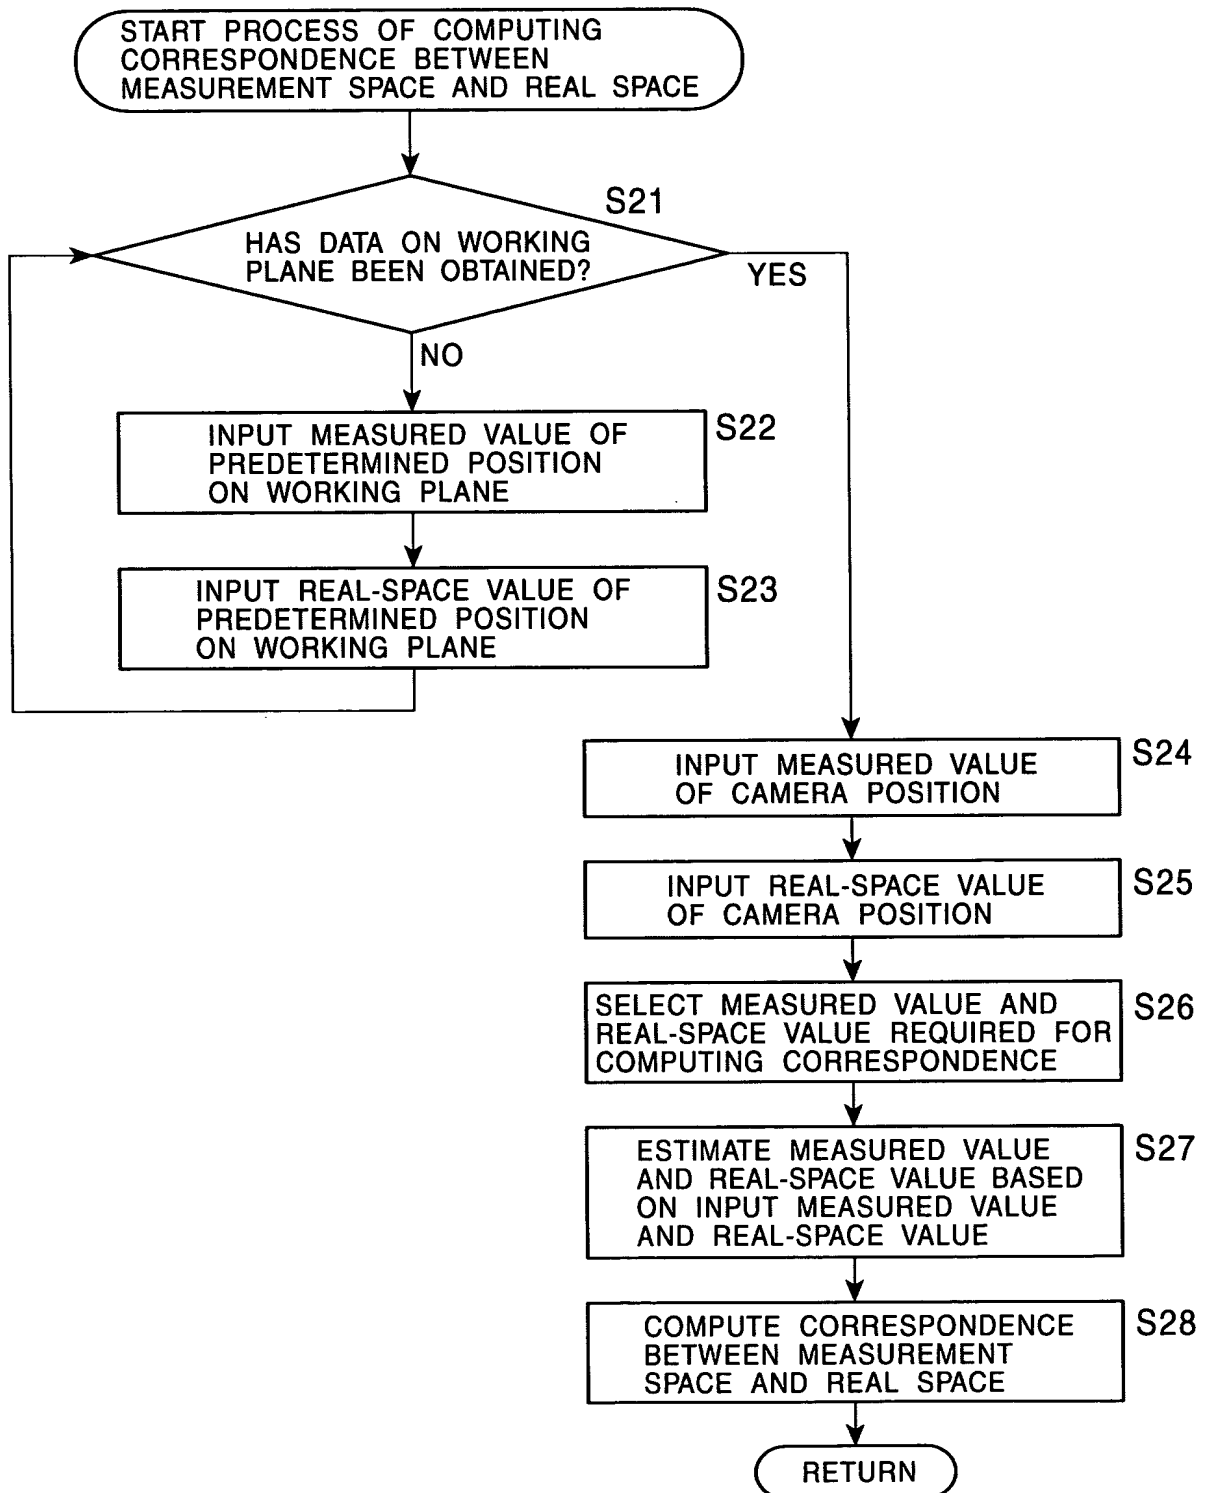 START PROCESS OF COMPUTING
CORRESPONDENCE BETWEEN
MEASUREMENT SPACE AND REAL SPACE
S21
HAS DATA ON WORKING
PLANE BEEN OBTAINED?
YES
NO
S22
INPUT MEASURED VALUE OF
PREDETERMINED POSITION
ON WORKING PLANE
S23
INPUT REAL-SPACE VALUE OF
PREDETERMINED POSITION
ON WORKING PLANE
S24
INPUT MEASURED VALUE
OF CAMERA POSITION
S25
INPUT REAL-SPACE VALUE
OF CAMERA POSITION
S26
SELECT MEASURED VALUE AND
REAL-SPACE VALUE REQUIRED FOR
COMPUTING CORRESPONDENCE
S27
ESTIMATE MEASURED VALUE
AND REAL-SPACE VALUE BASED
ON INPUT MEASURED VALUE
AND REAL-SPACE VALUE
S28
COMPUTE CORRESPONDENCE
BETWEEN MEASUREMENT
SPACE AND REAL SPACE
RETURN